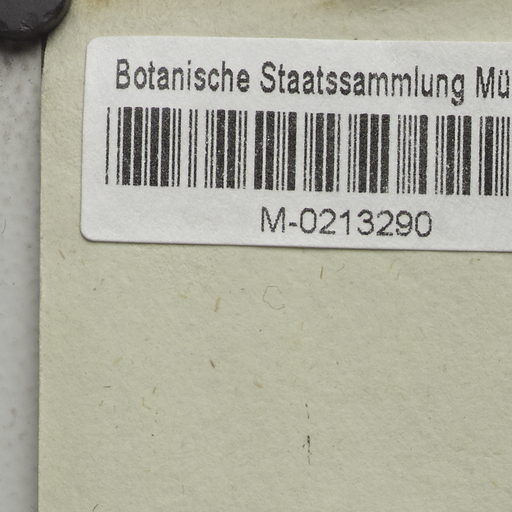 Botanische Staatssammlung Mü
M-0213290